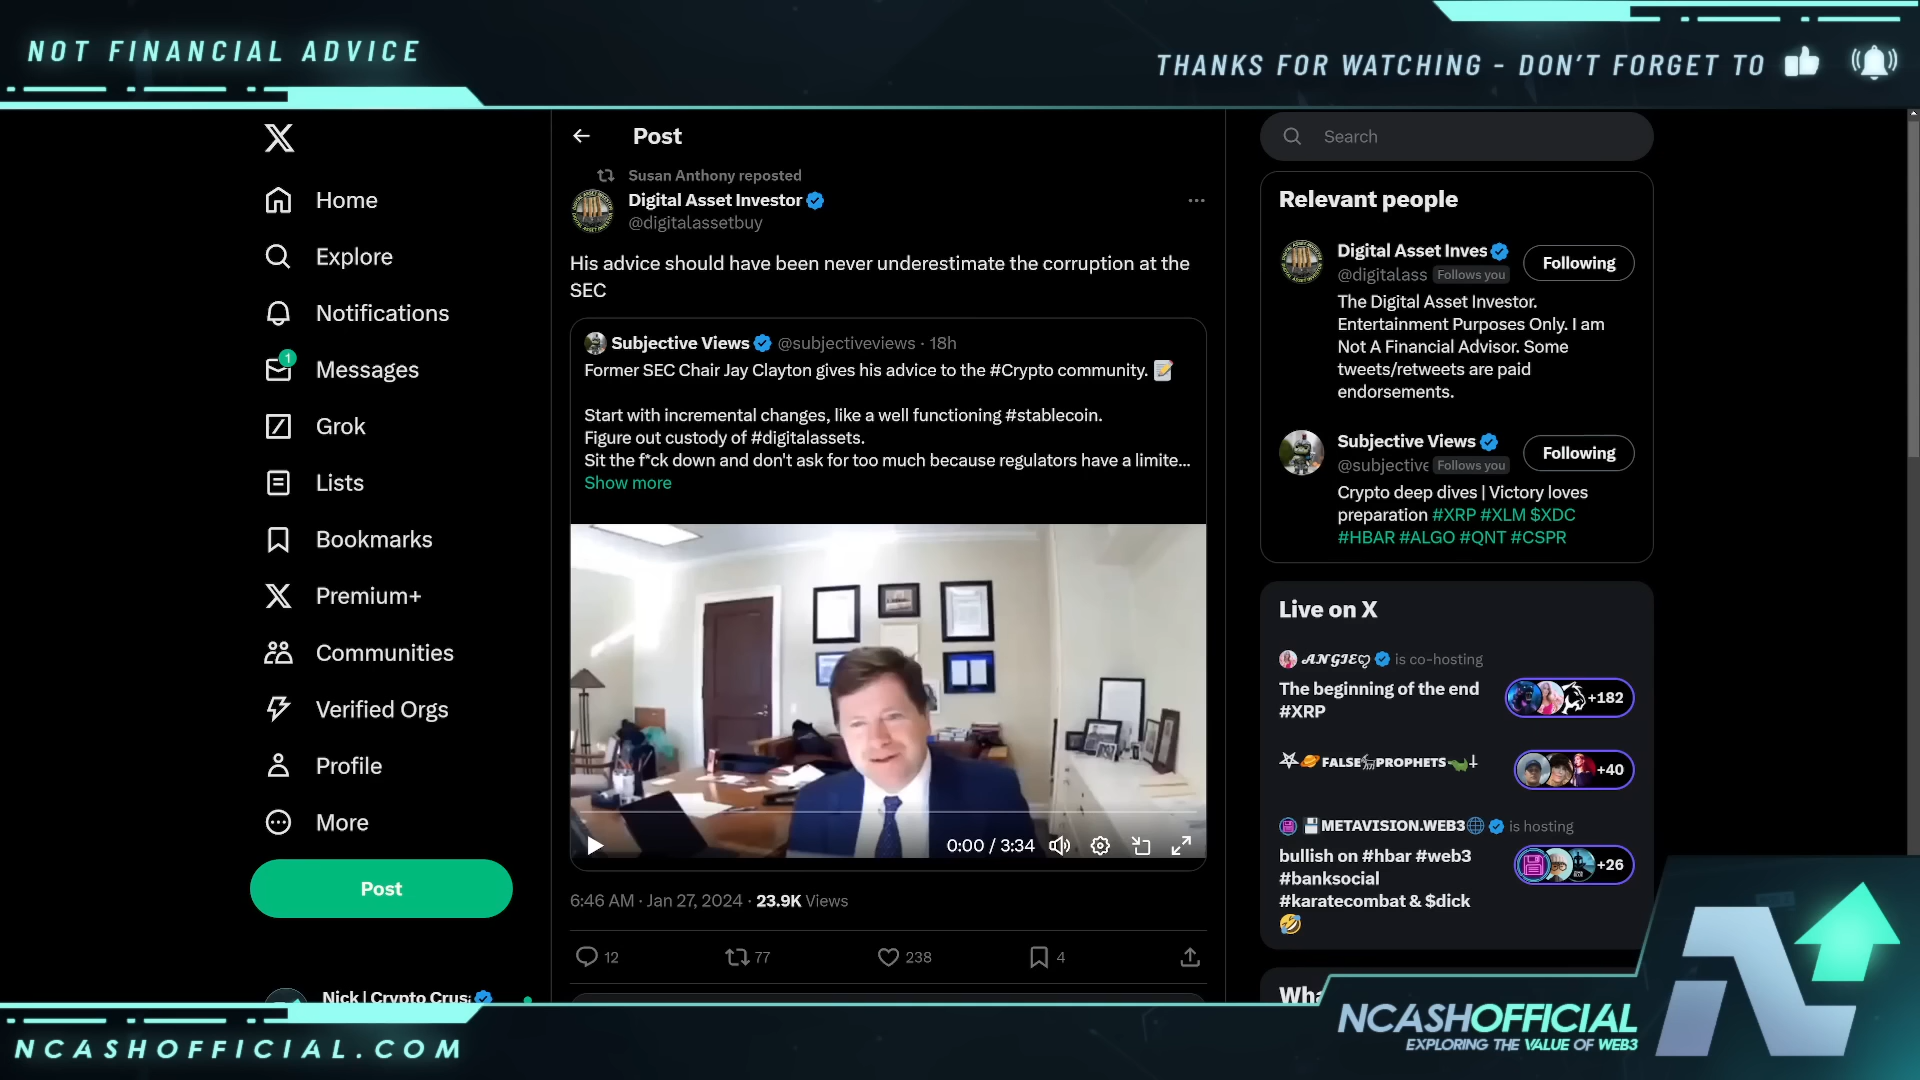 NOT FINANCIAL ADVICE
THANKS FOR WATCHING - DON'T FORGET TO
Home
Explore
Notifications
1
Messages
Grok
Lists
Bookmarks
Premium+
Communities
Verified Orgs
Profile
More
Post
Nick | Crypto Crus
Post
Susan Anthony reposted
Digital Asset Investor
@digitalassetbuy
His advice should have been never underestimate the corruption at the
SEC
Subjective Views @subjectiveviews · 18h
Former SEC Chair Jay Clayton gives his advice to the #Crypto community. 📝
Start with incremental changes, like a well functioning #stablecoin.
Figure out custody of #digitalassets.
Sit the f*ck down and don't ask for too much because regulators have a limite...
Show more
0:00 / 3:34
6:46 AM · Jan 27, 2024 · 23.9K Views
12
77
238
4
Search
Relevant people
Digital Asset Inves
Following
@digitalass Follows you
The Digital Asset Investor.
Entertainment Purposes Only. I am
Not A Financial Advisor. Some
tweets/retweets are paid
endorsements.
Subjective Views
Following
@subjective Follows you
Crypto deep dives | Victory loves
preparation #XRP #XLM $XDC
#HBAR #ALGO #QNT #CSPR
Live on X
ANGIE is co-hosting
The beginning of the end
#XRP
+182
FALSE PROPHETS
+40
METAVISION.WEB3 is hosting
bullish on #hbar #web3
#banksocial
#karatecombat & $dick
🤣
+26
NCASHOFFICIAL
EXPLORING THE VALUE OF WEB3
NCASHOFFICIAL.COM